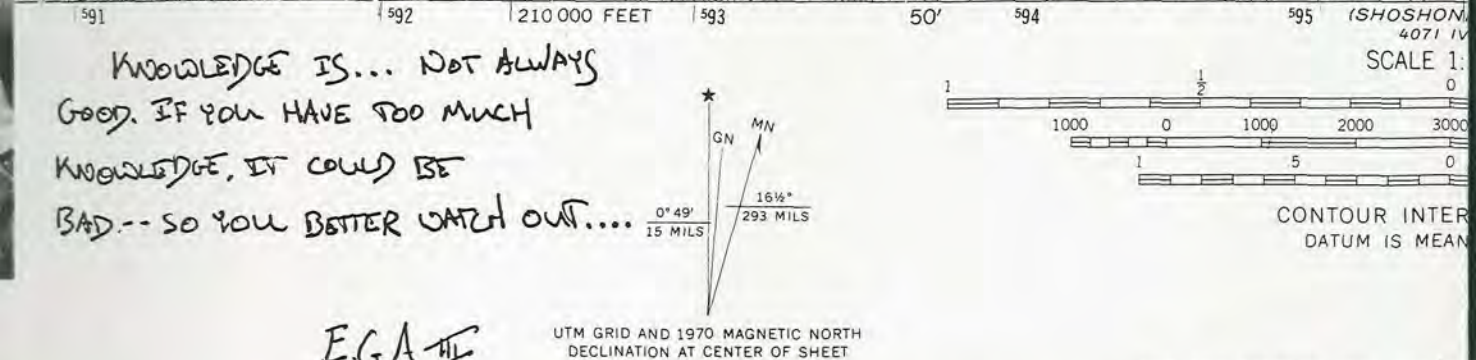 591 592 210 000 FEET 593 50' 594 595 (SHOSHON
4071 IV
SCALE 1:
KNOWLEDGE IS... NOT ALWAYS
GOOD. IF YOU HAVE TOO MUCH
KNOWLEDGE, IT COULD BE
BAD.-- SO YOU BETTER WATCH OUT....
E.G.A III
★
GN
MN
0°49'
15 MILS
16½°
293 MILS
UTM GRID AND 1970 MAGNETIC NORTH
DECLINATION AT CENTER OF SHEET
1 ½ 0
1000 0 1000 2000 3000
1 .5 0
CONTOUR INTER
DATUM IS MEAN